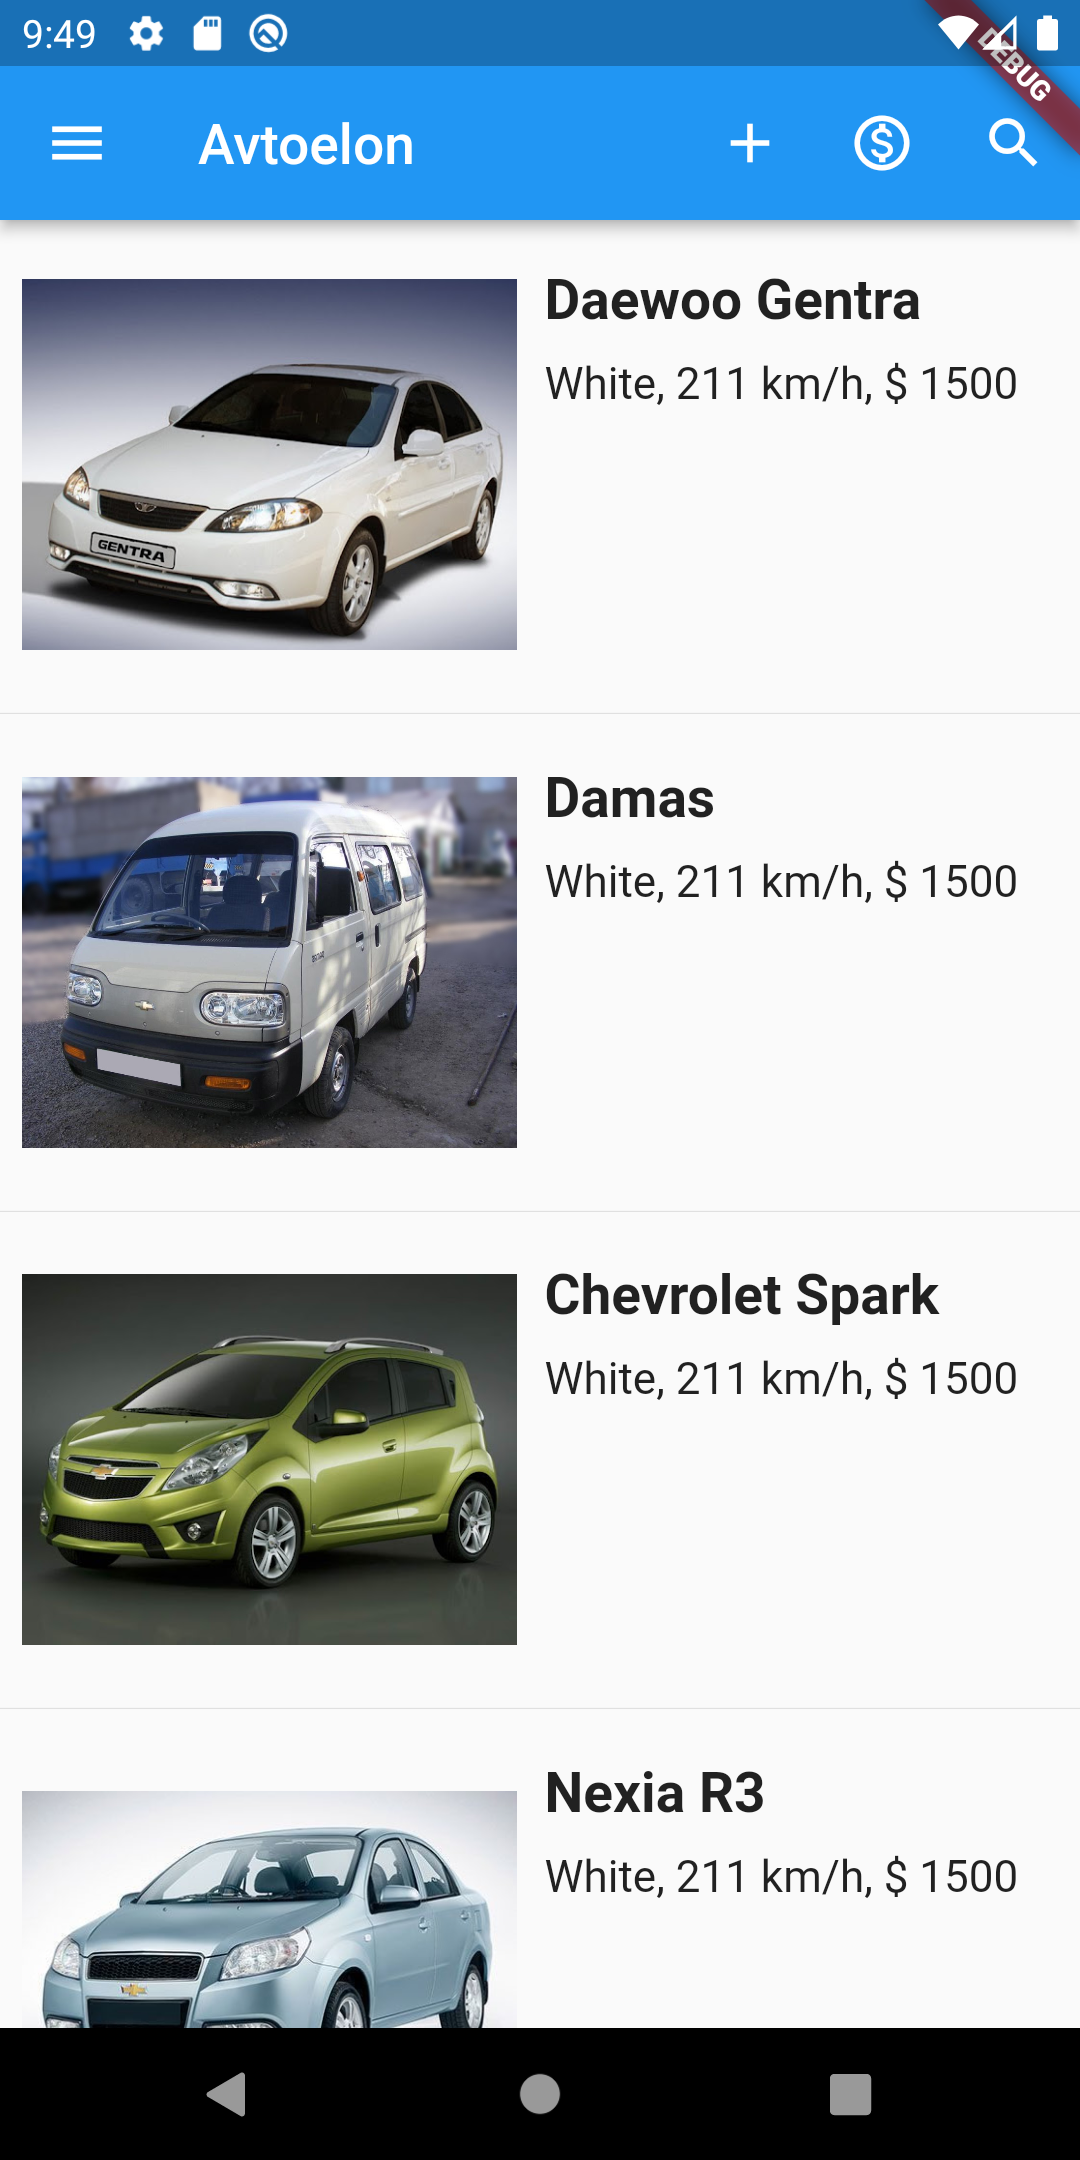 9:49
DEBUG
Avtoelon
Daewoo Gentra
White, 211 km/h, $ 1500
GENTRA
Damas
White, 211 km/h, $ 1500
Chevrolet Spark
White, 211 km/h, $ 1500
Nexia R3
White, 211 km/h, $ 1500